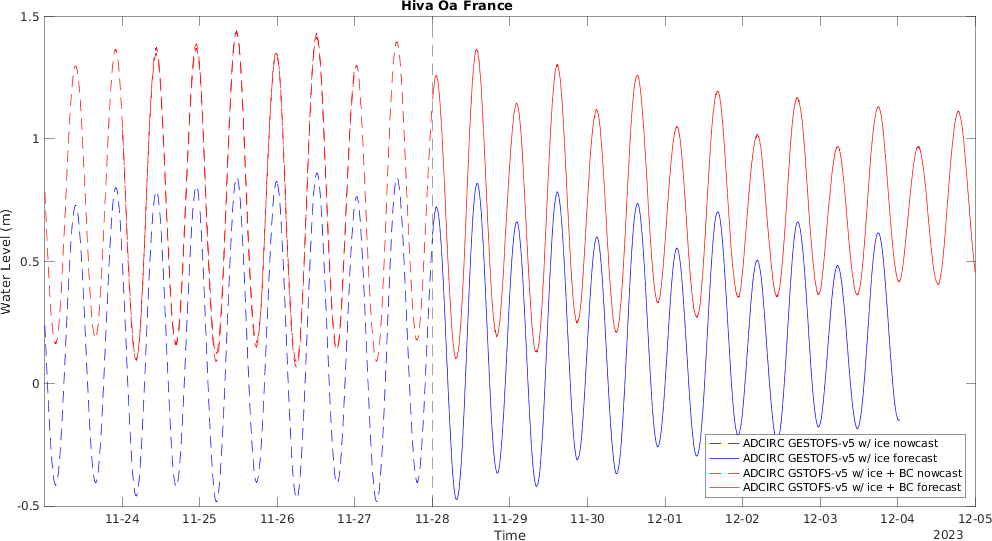 Hiva Oa France
1.5
1
0.5
0
-0.5
Water Level (m)
11-24
11-25
11-26
11-27
11-28
11-29
11-30
12-01
12-02
12-03
12-04
12-05
Time
2023
ADCIRC GESTOFS-v5 w/ ice nowcast
ADCIRC GESTOFS-v5 w/ ice forecast
ADCIRC GSTOFS-v5 w/ ice + BC nowcast
ADCIRC GSTOFS-v5 w/ ice + BC forecast